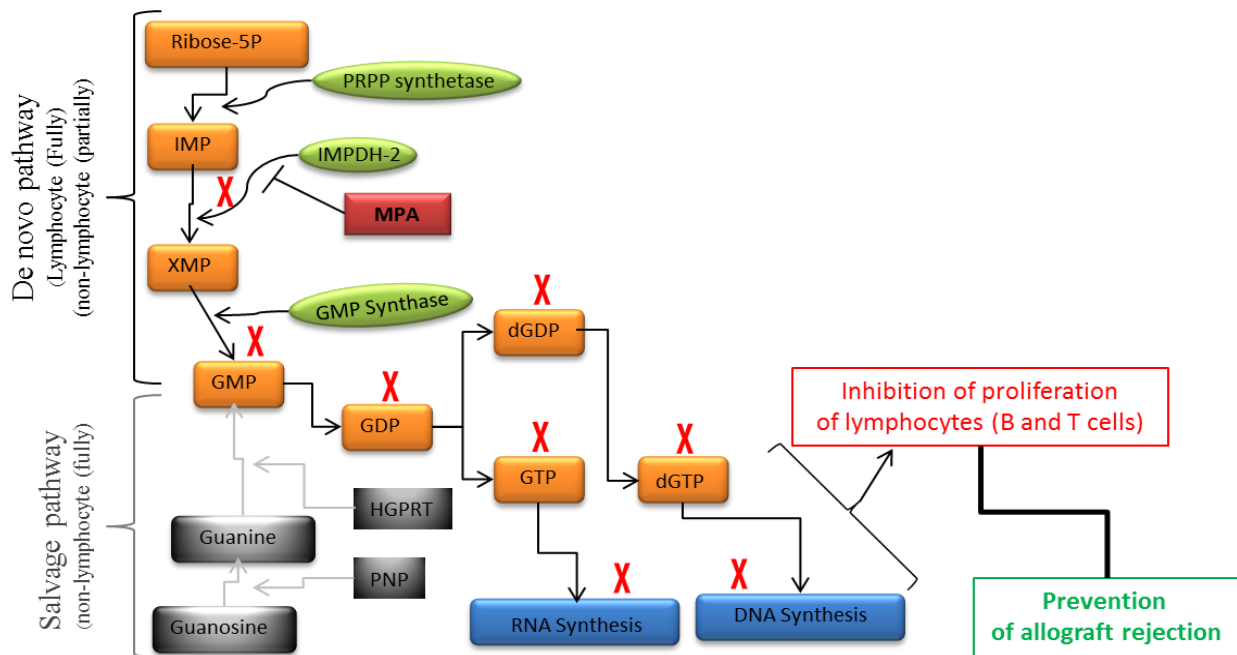 De novo pathway
(Lymphocyte (Fully)
(non-lymphocyte (partially)
Ribose-5P
PRPP synthetase
IMP
IMPDH-2
X
MPA
XMP
GMP Synthase
X
dGDP
X
GMP
X
GDP
X
GTP
X
dGTP
Inhibition of proliferation
of lymphocytes (B and T cells)
Salvage pathway
(non-lymphocyte (fully)
HGPRT
Guanine
PNP
Guanosine
X
RNA Synthesis
X
DNA Synthesis
Prevention
of allograft rejection